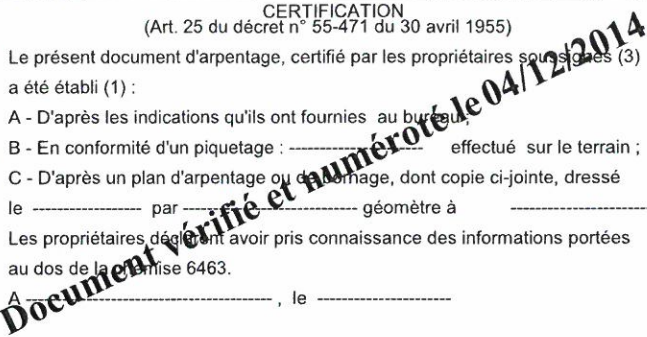 CERTIFICATION
(Art. 25 du décret n° 55-471 du 30 avril 1955)
Le présent document d'arpentage, certifié par les propriétaires soussignés (3)
a été établi (1) :
A - D'après les indications qu'ils ont fournies au bureau ;
B - En conformité d'un piquetage : ---------------------- effectué sur le terrain ;
C - D'après un plan d'arpentage ou de bornage, dont copie ci-jointe, dressé
le ------------------ par ----------------------------- géomètre à -----------------------
Les propriétaires déclarent avoir pris connaissance des informations portées
au dos de la chemise 6463.
A ----------------------------------------- , le ----------------------
Document vérifié et numéroté le 04/12/2014